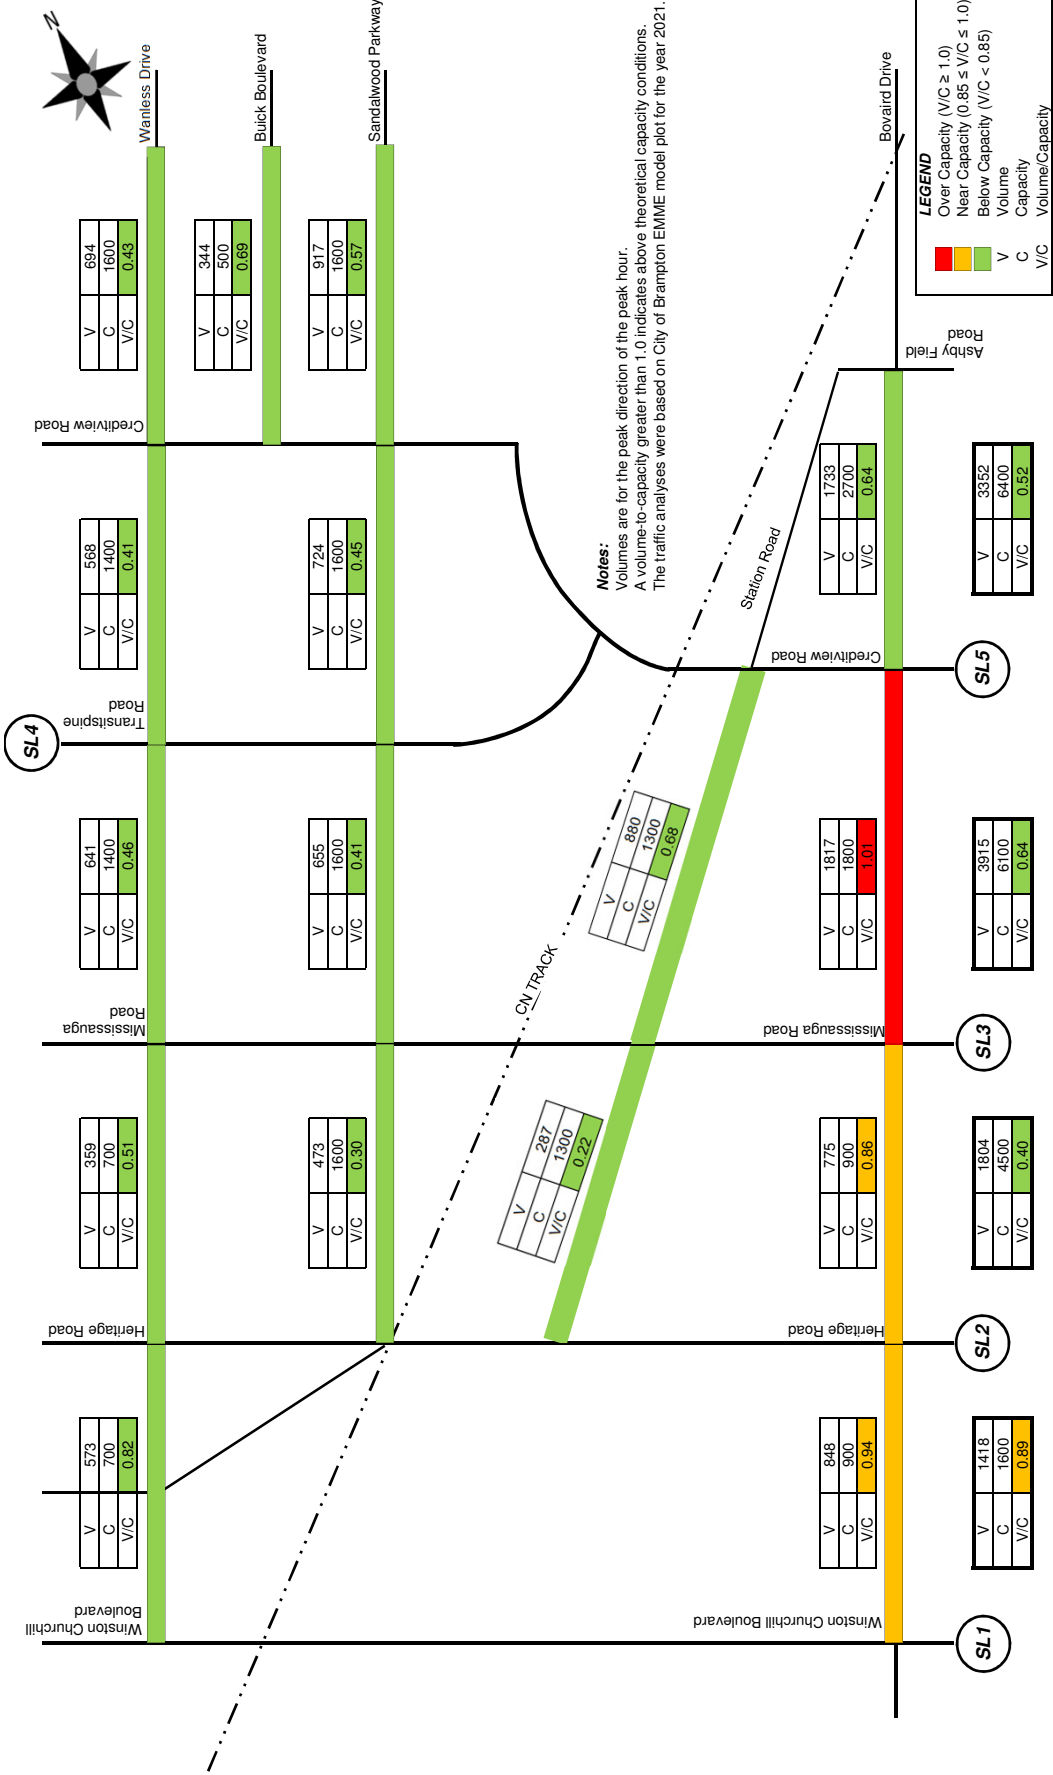 N
Wanless Drive
Buick Boulevard
Sandalwood Parkway
Bovaird Drive
Winston Churchill
Boulevard
Heritage Road
Mississauga
Road
Transitspine
Road
Creditview Road
SL4
V 573
C 700
V/C 0.82
V 359
C 700
V/C 0.51
V 641
C 1400
V/C 0.46
V 568
C 1400
V/C 0.41
V 694
C 1600
V/C 0.43
V 344
C 500
V/C 0.69
V 473
C 1600
V/C 0.30
V 655
C 1600
V/C 0.41
V 724
C 1600
V/C 0.45
V 917
C 1600
V/C 0.57
CN TRACK
V 287
C 1300
V/C 0.22
V 880
C 1300
V/C 0.68
Notes:
Volumes are for the peak direction of the peak hour.
A volume-to-capacity greater than 1.0 indicates above theoretical capacity conditions.
The traffic analyses were based on City of Brampton EMME model plot for the year 2021.
Station Road
Winston Churchill Boulevard
Heritage Road
Mississauga Road
Creditview Road
Ashby Field
Road
V 848
C 900
V/C 0.94
V 775
C 900
V/C 0.86
V 1817
C 1800
V/C 1.01
V 1733
C 2700
V/C 0.64
V 1418
C 1600
V/C 0.89
V 1804
C 4500
V/C 0.40
V 3915
C 6100
V/C 0.64
V 3352
C 6400
V/C 0.52
SL1
SL2
SL3
SL5
LEGEND
Over Capacity (V/C ≥ 1.0)
Near Capacity (0.85 ≤ V/C ≤ 1.0)
Below Capacity (V/C < 0.85)
V Volume
C Capacity
V/C Volume/Capacity